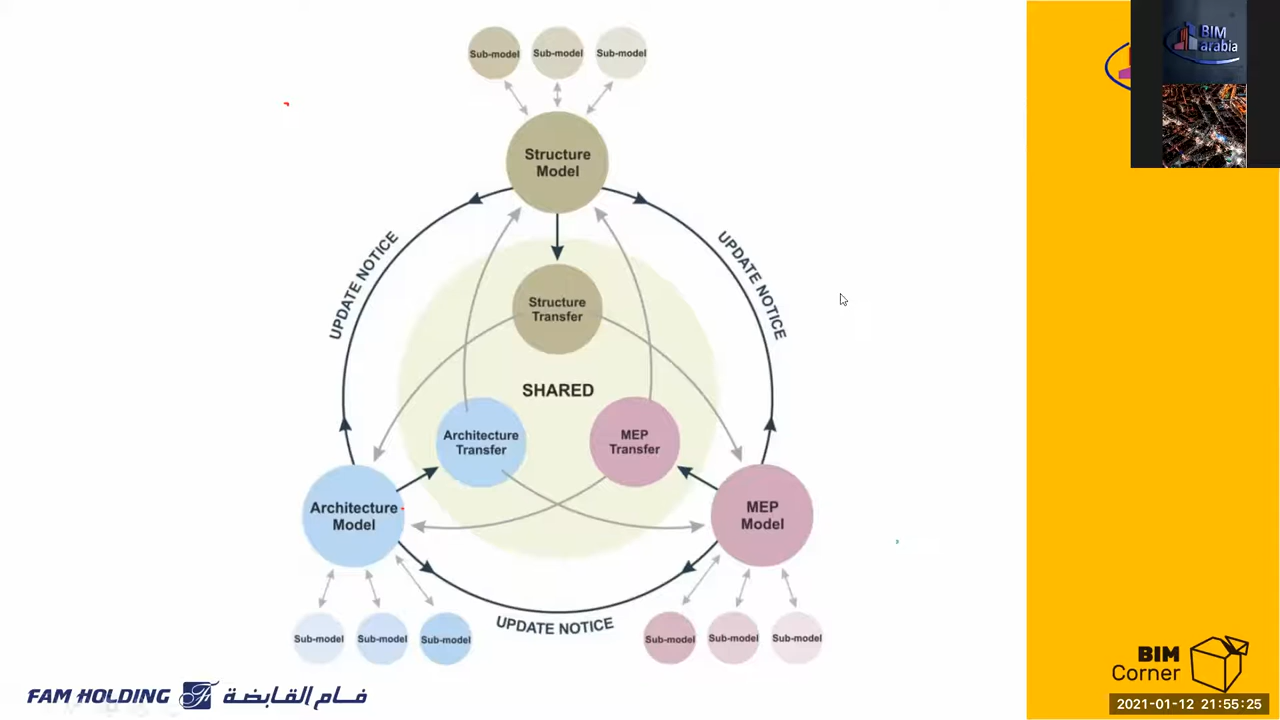 Sub-model
Sub-model
Sub-model
BIM
arabia
Structure
Model
UPDATE NOTICE
UPDATE NOTICE
Structure
Transfer
SHARED
Architecture
Transfer
MEP
Transfer
Architecture
Model
MEP
Model
UPDATE NOTICE
Sub-model
Sub-model
Sub-model
Sub-model
Sub-model
Sub-model
BIM
Corner
FAM HOLDING فام القابضة
2021-01-12 21:55:25